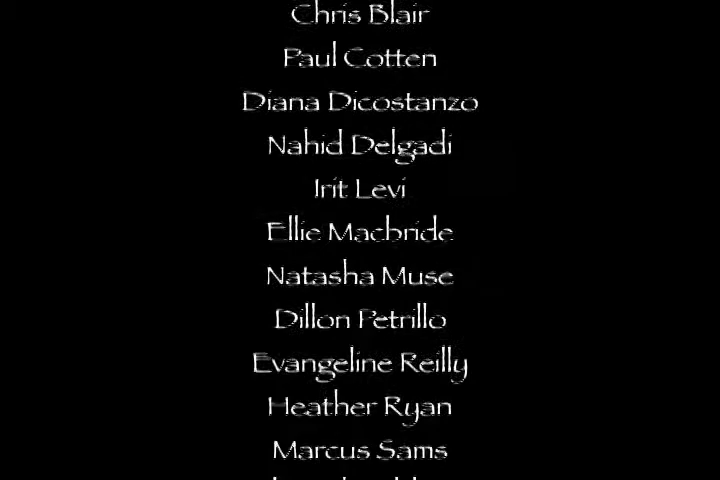 Chris Blair
Paul Cotten
Diana Dicostanzo
Nahid Delgadi
Irit Levi
Ellie Macbride
Natasha Muse
Dillon Petrillo
Evangeline Reilly
Heather Ryan
Marcus Sams